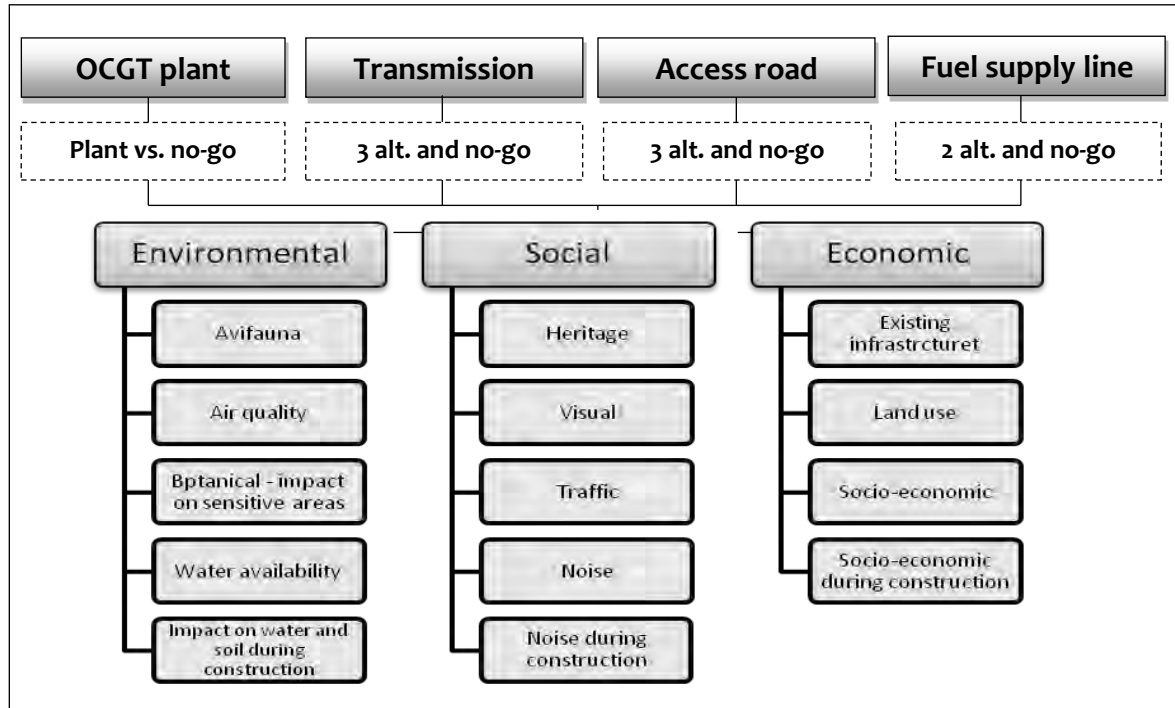 OCGT plant
Transmission
Access road
Fuel supply line
Plant vs. no-go
3 alt. and no-go
3 alt. and no-go
2 alt. and no-go
Environmental
Avifauna
Air quality
Bptanical - impact
on sensitive areas
Water availability
Impact on water and
soil during
construction
Social
Heritage
Visual
Traffic
Noise
Noise during
construction
Economic
Existing
infrastrcturet
Land use
Socio-economic
Socio-economic
during construction